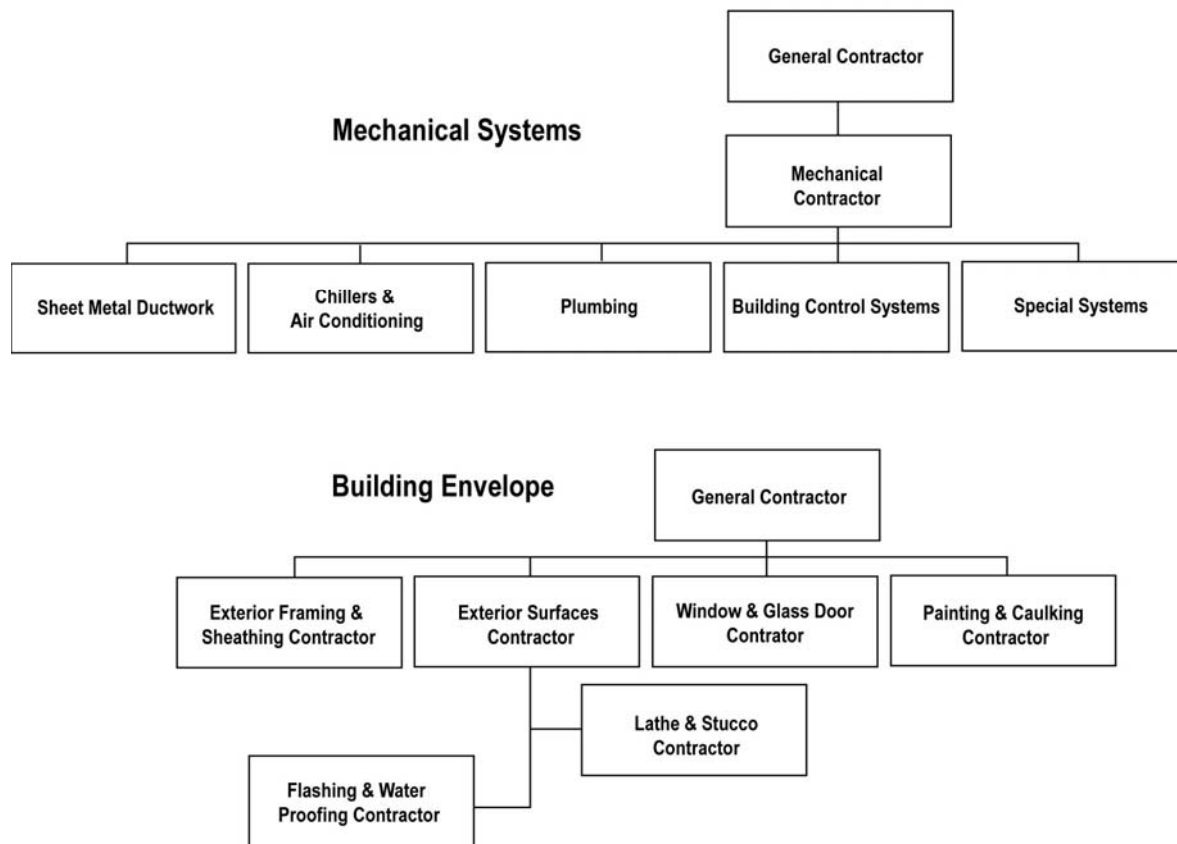 General Contractor
Mechanical Systems
Mechanical
Contractor
Sheet Metal Ductwork
Chillers &
Air Conditioning
Plumbing
Building Control Systems
Special Systems
Building Envelope
General Contractor
Exterior Framing &
Sheathing Contractor
Exterior Surfaces
Contractor
Window & Glass Door
Contrator
Painting & Caulking
Contractor
Lathe & Stucco
Contractor
Flashing & Water
Proofing Contractor